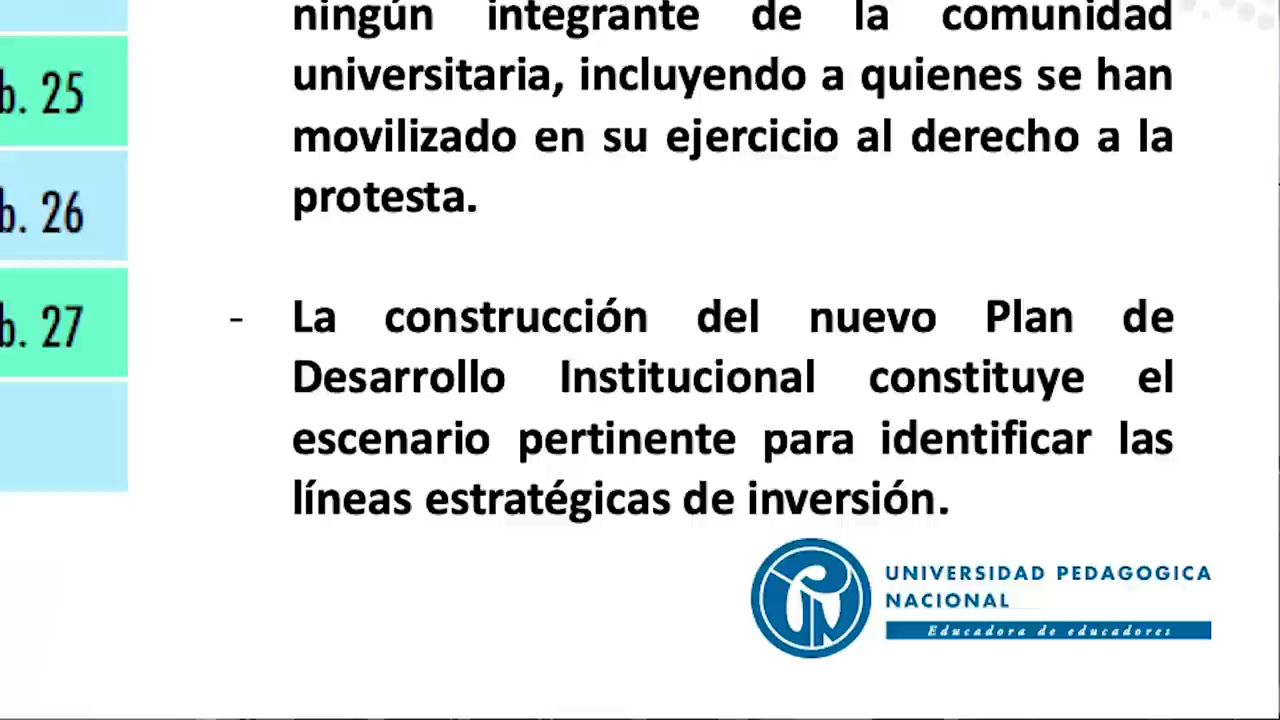 b. 25
b. 26
b. 27
ningún integrante de la comunidad
universitaria, incluyendo a quienes se han
movilizado en su ejercicio al derecho a la
protesta.
- La construcción del nuevo Plan de
Desarrollo Institucional constituye el
escenario pertinente para identificar las
líneas estratégicas de inversión.
UNIVERSIDAD PEDAGOGICA
NACIONAL
Educadora de educadores